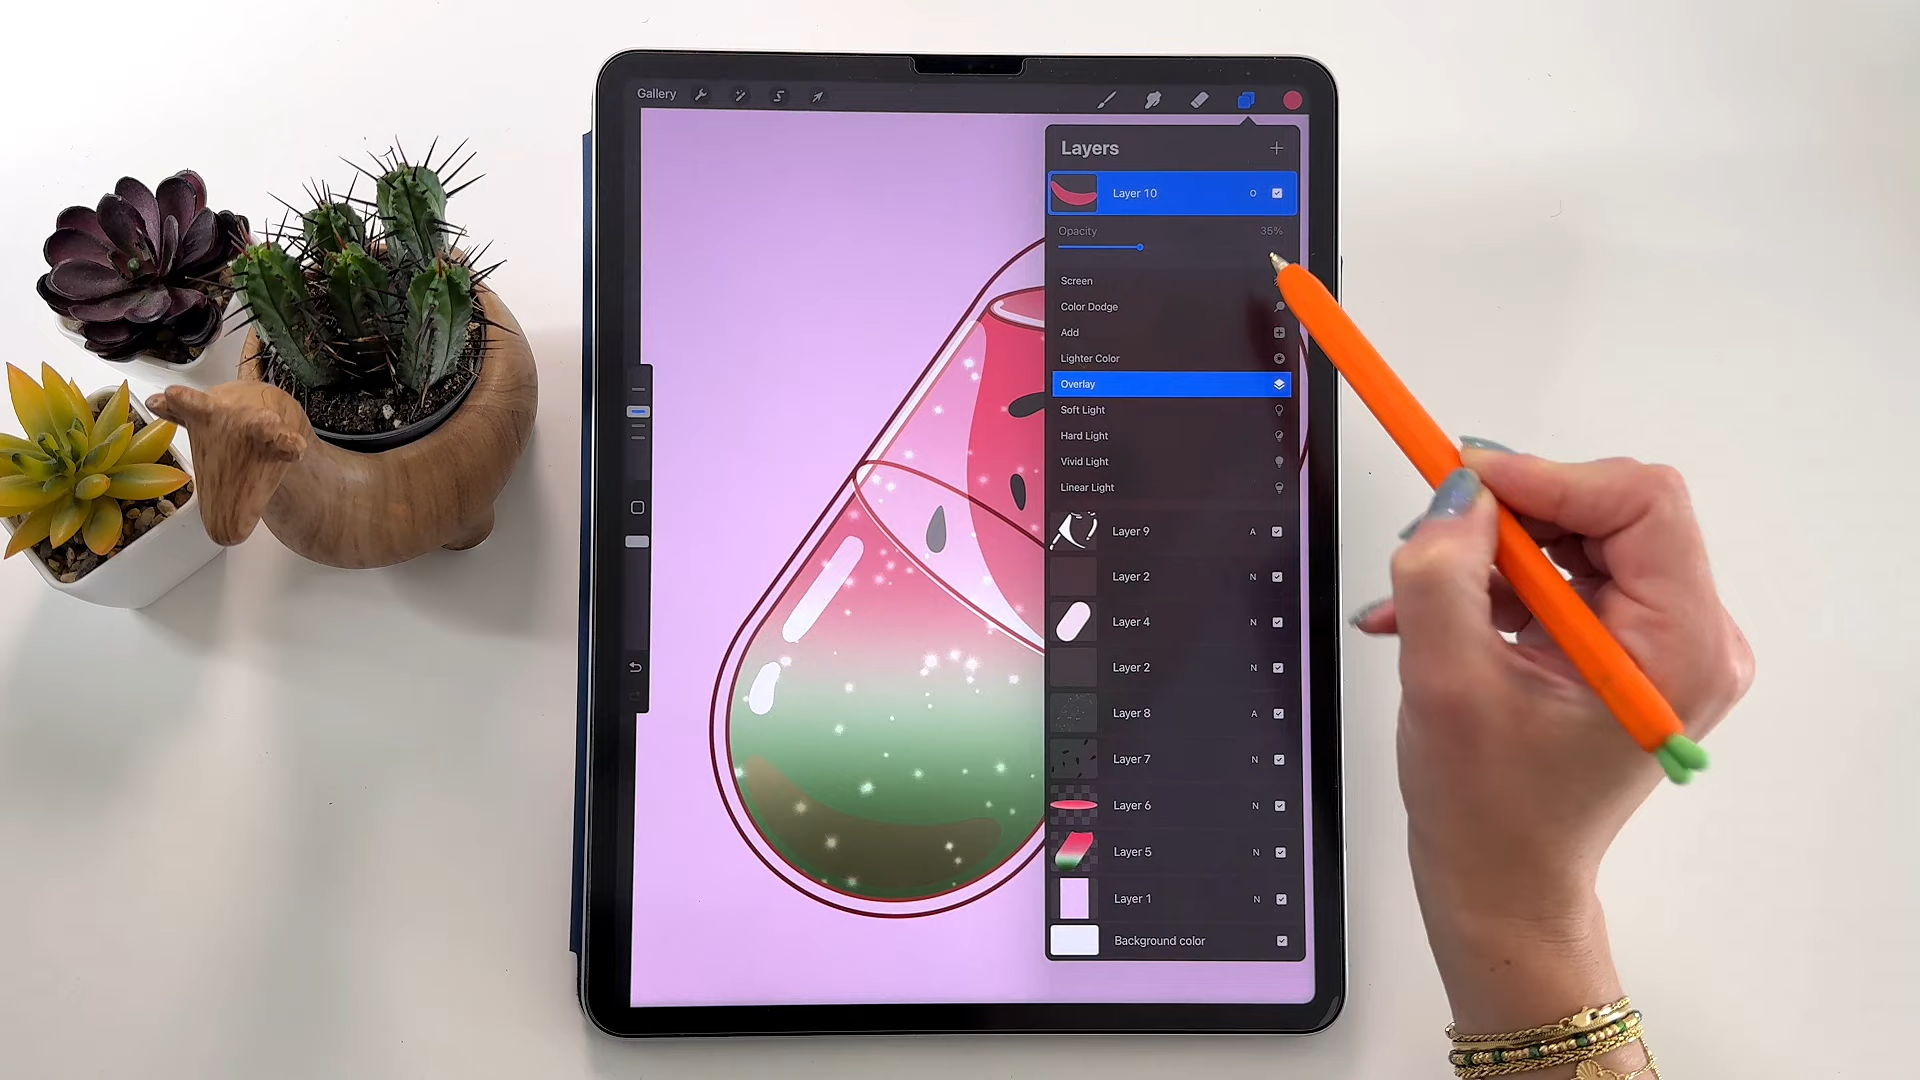 Gallery
Layers
Layer 10 O
Opacity 35%
Screen
Color Dodge
Add
Lighter Color
Overlay
Soft Light
Hard Light
Vivid Light
Linear Light
Layer 9 A
Layer 2 N
Layer 4 N
Layer 2 N
Layer 8 A
Layer 7 N
Layer 6 N
Layer 5 N
Layer 1 N
Background color